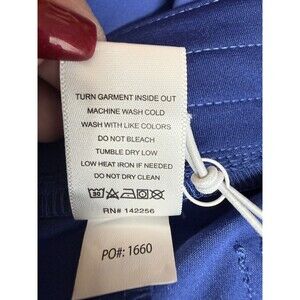 TURN GARMENT INSIDE OUT
MACHINE WASH COLD
WASH WITH LIKE COLORS
DO NOT BLEACH
TUMBLE DRY LOW
LOW HEAT IRON IF NEEDED
DO NOT DRY CLEAN
30
RN# 142256
PO#: 1660